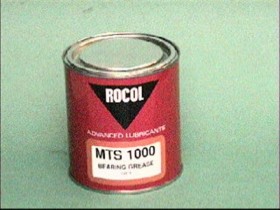 ROCOL
ADVANCED LUBRICANTS
MTS 1000
BEARING GREASE